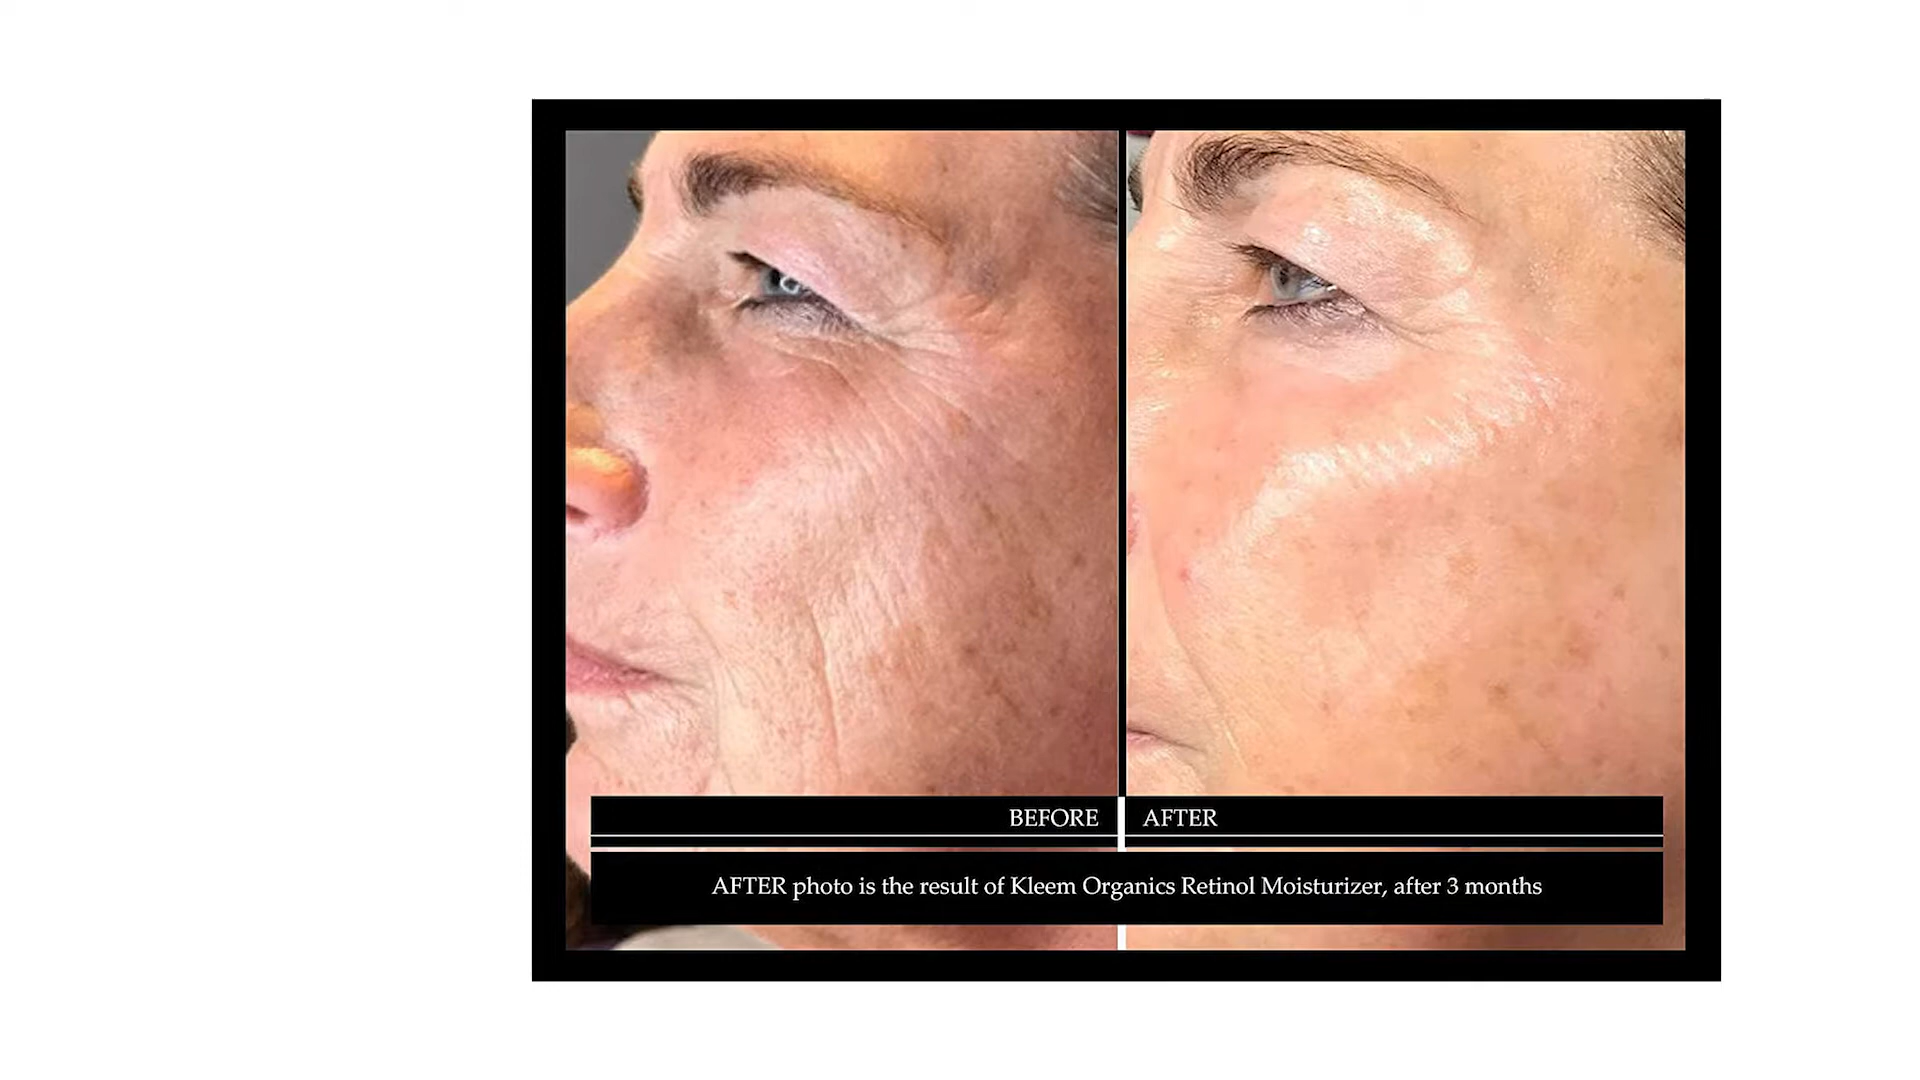 BEFORE
AFTER
AFTER photo is the result of Kleem Organics Retinol Moisturizer, after 3 months